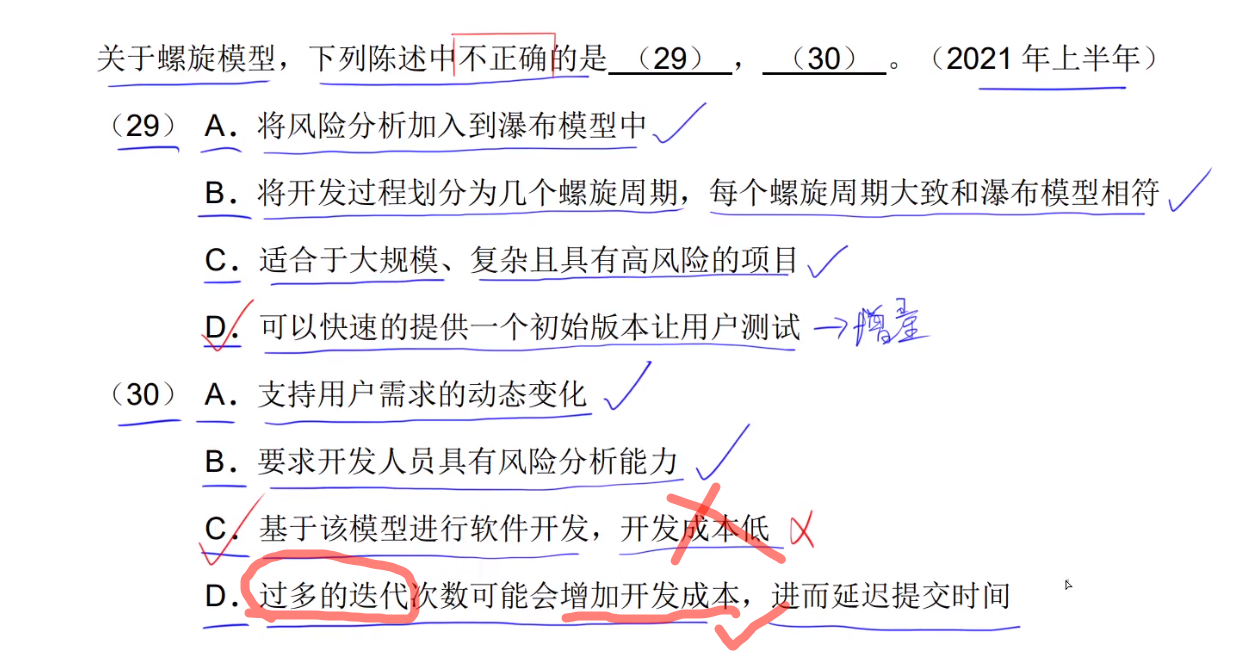 关于螺旋模型，下列陈述中不正确的是（29），（30）。（2021 年上半年）
（29） A. 将风险分析加入到瀑布模型中
B. 将开发过程划分为几个螺旋周期，每个螺旋周期大致和瀑布模型相符
C. 适合于大规模、复杂且具有高风险的项目
D. 可以快速的提供一个初始版本让用户测试 →增量
（30） A. 支持用户需求的动态变化
B. 要求开发人员具有风险分析能力
C. 基于该模型进行软件开发，开发成本低
D. 过多的迭代次数可能会增加开发成本，进而延迟提交时间